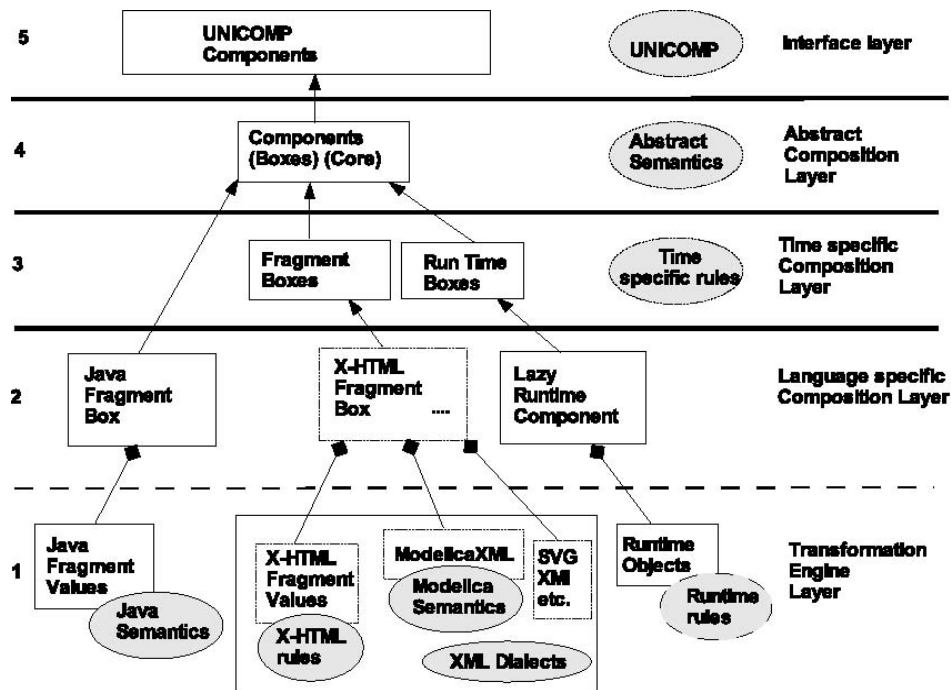 5
UNICOMP
Components
UNICOMP
Interface layer
4
Components
(Boxes) (Core)
Abstract
Semantics
Abstract
Composition
Layer
3
Fragment
Boxes
Run Time
Boxes
Time
specific rules
Time specific
Composition
Layer
2
Java
Fragment
Box
X-HTML
Fragment
Box ....
Lazy
Runtime
Component
Language specific
Composition Layer
1
Java
Fragment
Values
Java
Semantics
X-HTML
Fragment
Values
X-HTML
rules
ModelicaXML
Modelica
Semantics
SVG
XMI
etc.
XML Dialects
Runtime
Objects
Runtime
rules
Transformation
Engine
Layer